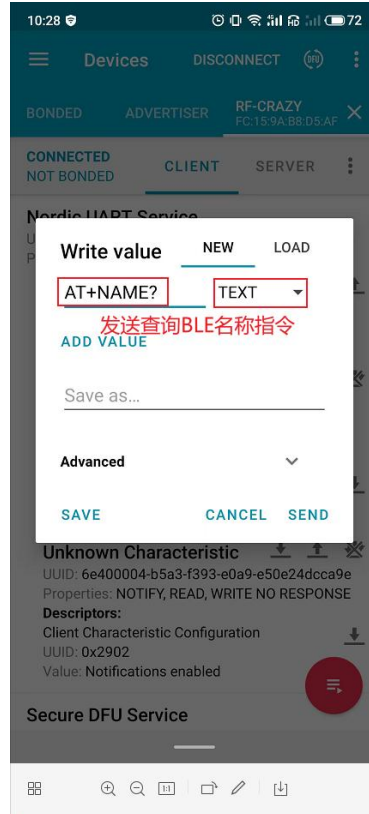 10:28 72
Devices DISCONNECT DFU
BONDED ADVERTISER RF-CRAZY
FC:15:9A:B8:D5:AF
CONNECTED
NOT BONDED CLIENT SERVER
Nordic UART Service
U
P
Write value NEW LOAD
AT+NAME? TEXT
发送查询BLE名称指令
ADD VALUE
Save as...
Advanced
SAVE CANCEL SEND
Unknown Characteristic
UUID: 6e400004-b5a3-f393-e0a9-e50e24dcca9e
Properties: NOTIFY, READ, WRITE NO RESPONSE
Descriptors:
Client Characteristic Configuration
UUID: 0x2902
Value: Notifications enabled
Secure DFU Service
1:1